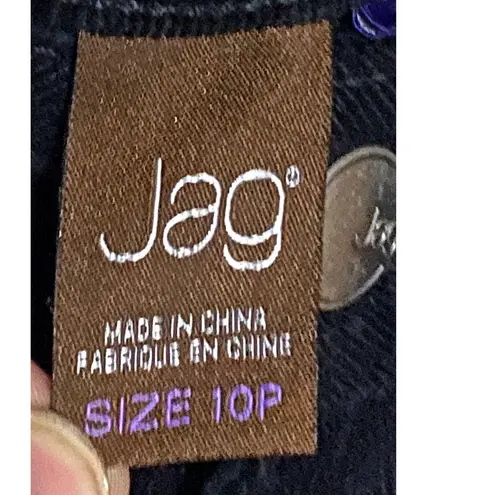 Jag®
MADE IN CHINA
FABRIQUE EN CHINE
SIZE 10P